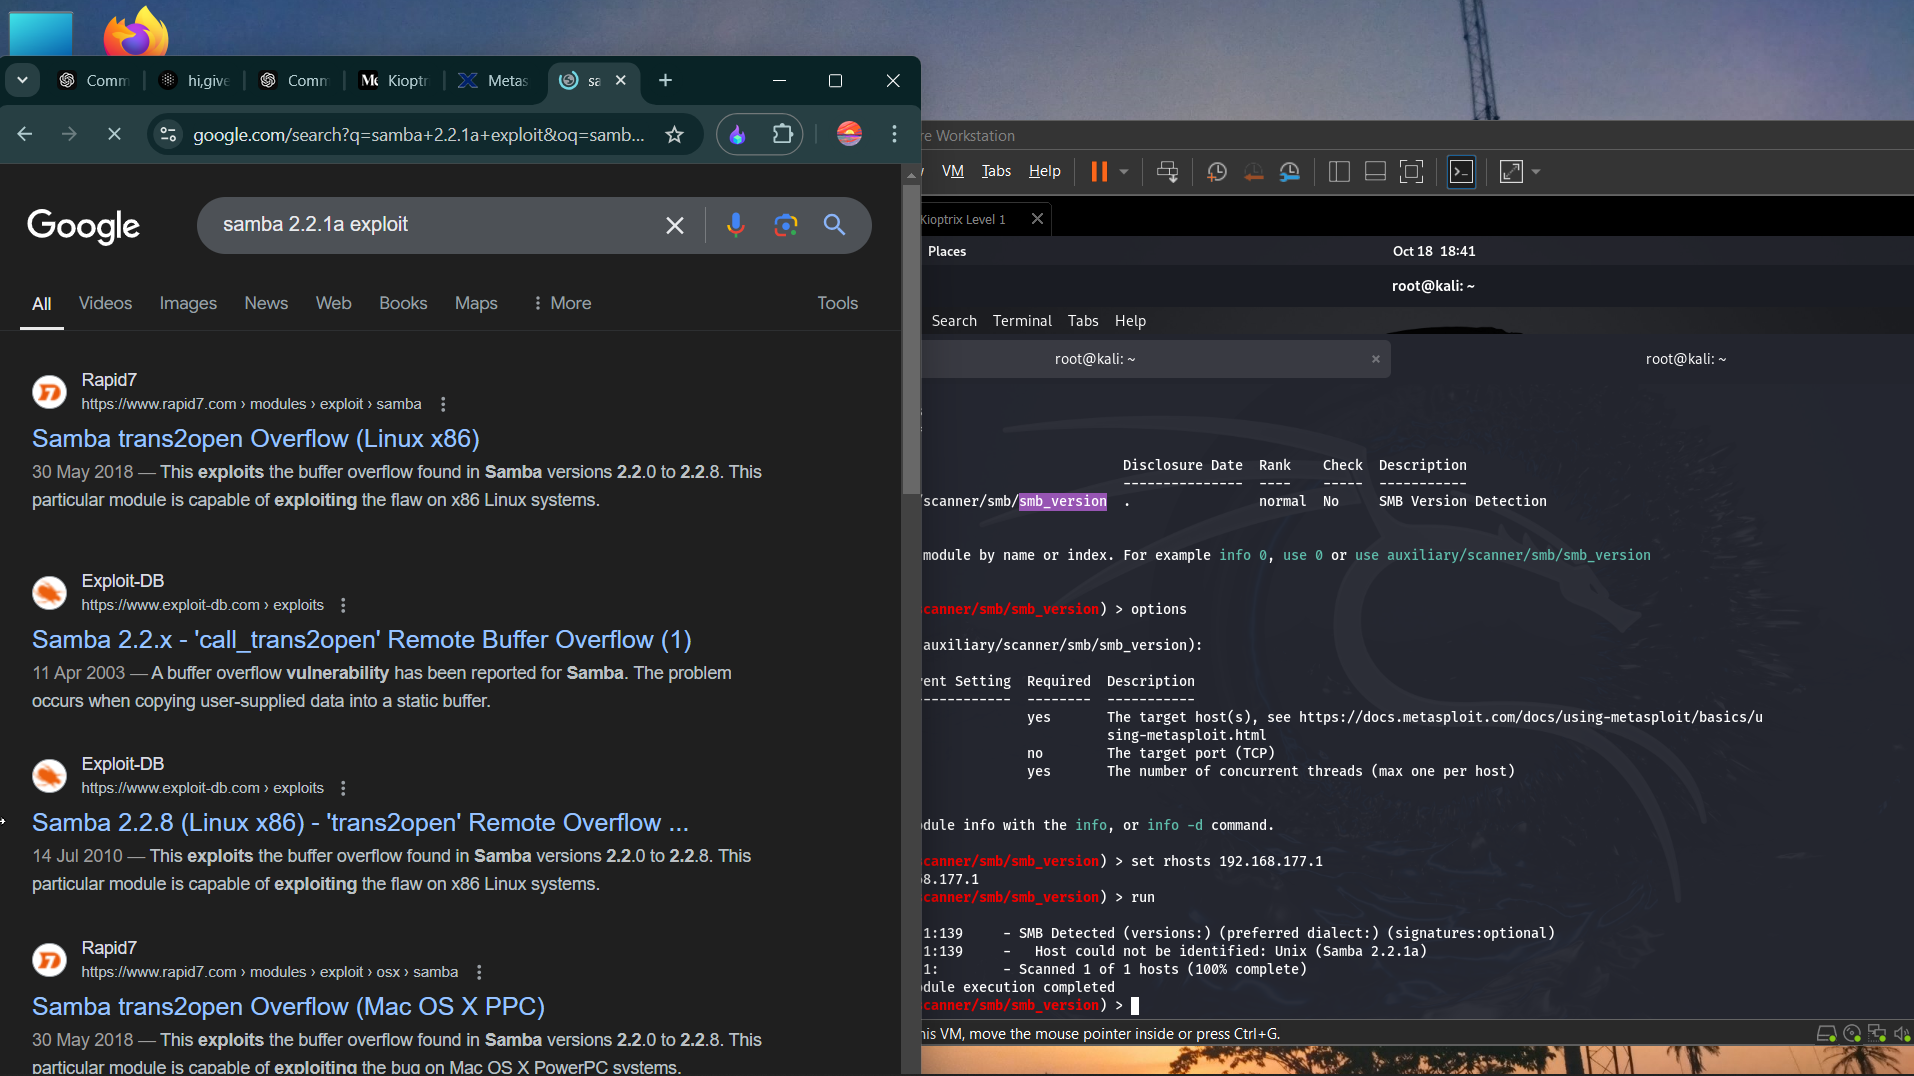 Comm
hi,give
Comm
Kioptr
Metas
sa
google.com/search?q=samba+2.2.1a+exploit&oq=samb...
Google
samba 2.2.1a exploit
All
Videos
Images
News
Web
Books
Maps
More
Tools
Rapid7
https://www.rapid7.com › modules › exploit › samba
Samba trans2open Overflow (Linux x86)
30 May 2018 — This exploits the buffer overflow found in Samba versions 2.2.0 to 2.2.8. This
particular module is capable of exploiting the flaw on x86 Linux systems.
Exploit-DB
https://www.exploit-db.com › exploits
Samba 2.2.x - 'call_trans2open' Remote Buffer Overflow (1)
11 Apr 2003 — A buffer overflow vulnerability has been reported for Samba. The problem
occurs when copying user-supplied data into a static buffer.
Exploit-DB
https://www.exploit-db.com › exploits
Samba 2.2.8 (Linux x86) - 'trans2open' Remote Overflow ...
14 Jul 2010 — This exploits the buffer overflow found in Samba versions 2.2.0 to 2.2.8. This
particular module is capable of exploiting the flaw on x86 Linux systems.
Rapid7
https://www.rapid7.com › modules › exploit › osx › samba
Samba trans2open Overflow (Mac OS X PPC)
30 May 2018 — This exploits the buffer overflow found in Samba versions 2.2.0 to 2.2.8. This
particular module is capable of exploiting the bug on Mac OS X PowerPC systems.
re Workstation
VM Tabs Help
Kioptrix Level 1
Places
Oct 18 18:41
root@kali: ~
Search Terminal Tabs Help
root@kali: ~
root@kali: ~
Disclosure Date Rank Check Description
--------------- ---- ----- -----------
scanner/smb/smb_version . normal No SMB Version Detection
module by name or index. For example info 0, use 0 or use auxiliary/scanner/smb/smb_version
scanner/smb/smb_version) > options
auxiliary/scanner/smb/smb_version):
ent Setting Required Description
----------- -------- -----------
yes The target host(s), see https://docs.metasploit.com/docs/using-metasploit/basics/u
sing-metasploit.html
no The target port (TCP)
yes The number of concurrent threads (max one per host)
dule info with the info, or info -d command.
scanner/smb/smb_version) > set rhosts 192.168.177.1
8.177.1
scanner/smb/smb_version) > run
1:139 - SMB Detected (versions:) (preferred dialect:) (signatures:optional)
1:139 - Host could not be identified: Unix (Samba 2.2.1a)
1: - Scanned 1 of 1 hosts (100% complete)
dule execution completed
scanner/smb/smb_version) >
his VM, move the mouse pointer inside or press Ctrl+G.